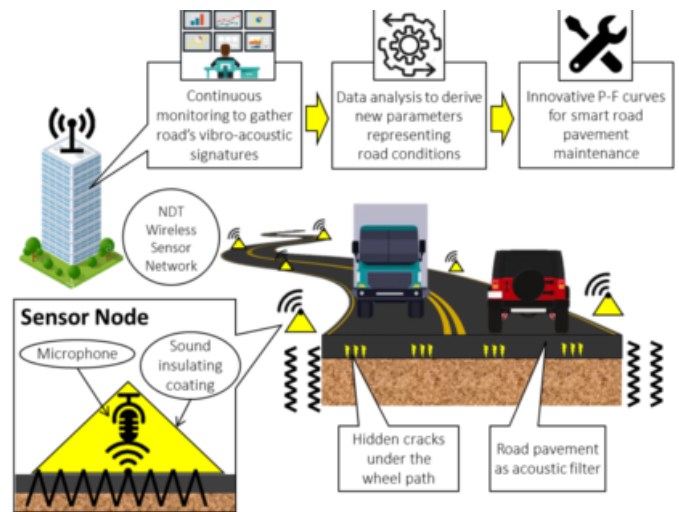 Continuous
monitoring to gather
road's vibro-acoustic
signatures
Data analysis to derive
new parameters
representing
road conditions
Innovative P-F curves
for smart road
pavement
maintenance
NDT
Wireless
Sensor
Network
Sensor Node
Microphone
Sound
insulating
coating
Hidden cracks
under the
wheel path
Road pavement
as acoustic filter